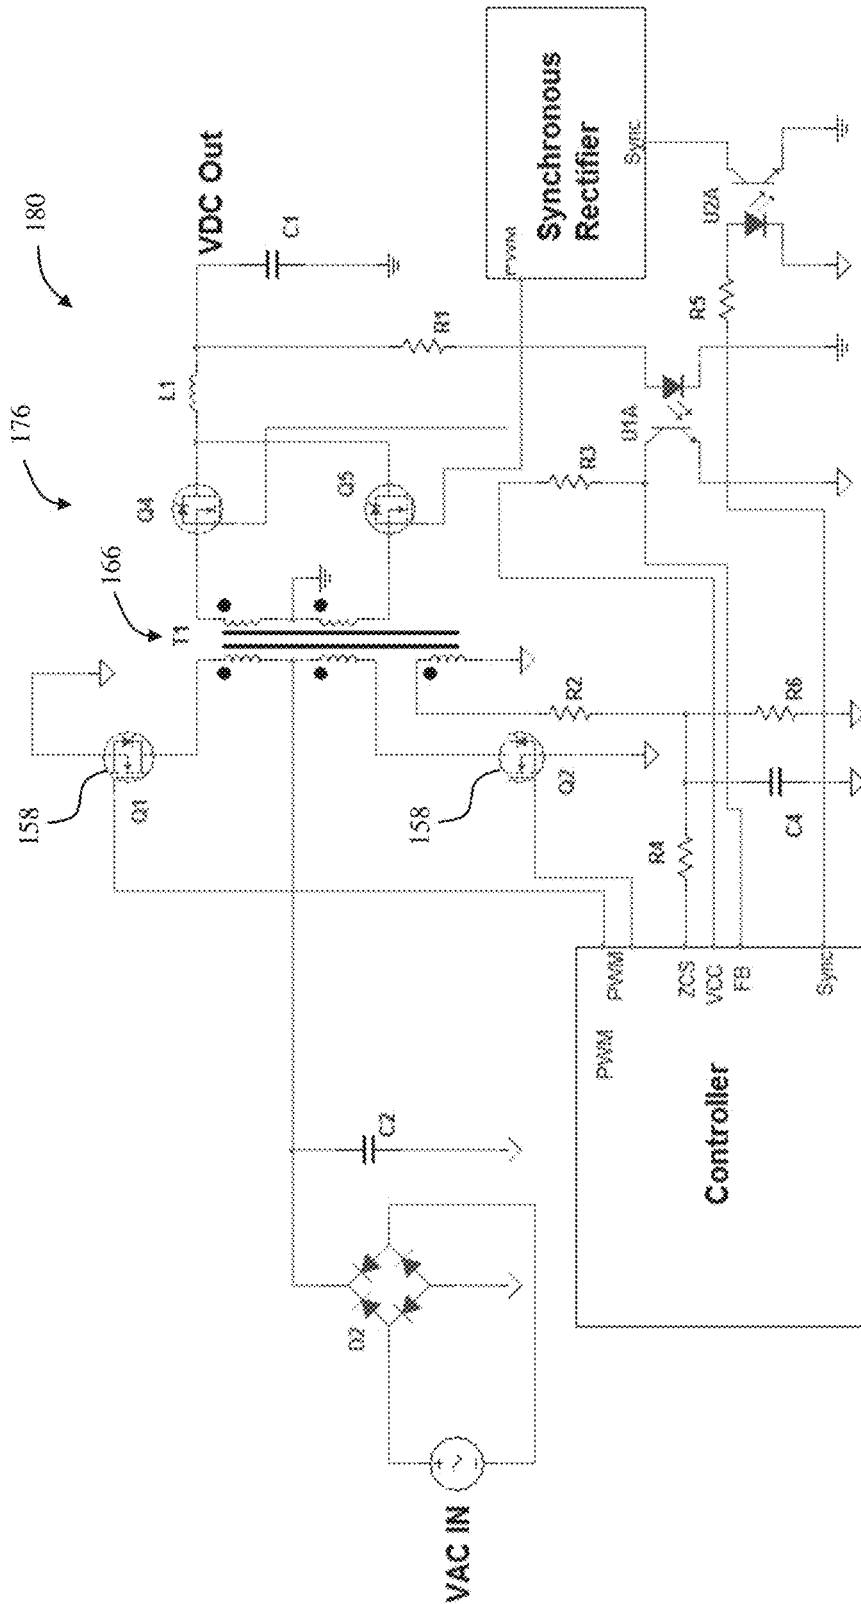 180
176
166
158
158
VDC Out
T1
Q1
Q2
Q4
Q5
L1
C1
R1
Synchronous
Rectifier
PWM
Sync
U2A
R5
U1A
R3
R2
R6
R4
C4
C2
D2
VAC IN
Controller
PWM
PWM
ZCS
VCC
FB
Sync